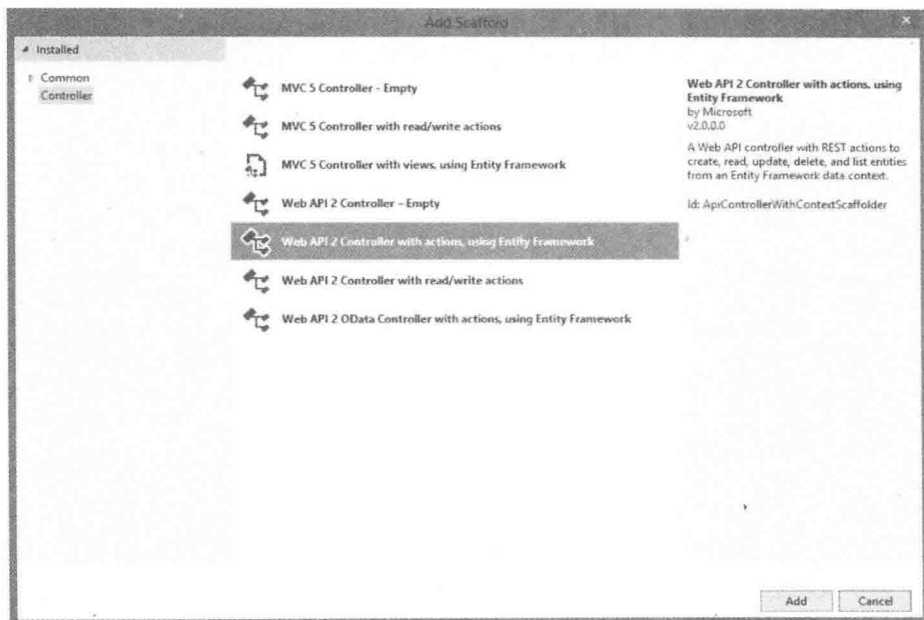 Add Scaffold
Installed
Common
Controller
MVC 5 Controller - Empty
MVC 5 Controller with read/write actions
MVC 5 Controller with views, using Entity Framework
Web API 2 Controller - Empty
Web API 2 Controller with actions, using Entity Framework
Web API 2 Controller with read/write actions
Web API 2 OData Controller with actions, using Entity Framework
Web API 2 Controller with actions, using
Entity Framework
by Microsoft
v2.0.0.0
A Web API controller with REST actions to
create, read, update, delete, and list entities
from an Entity Framework data context.
Id: ApiControllerWithContextScaffolder
Add
Cancel